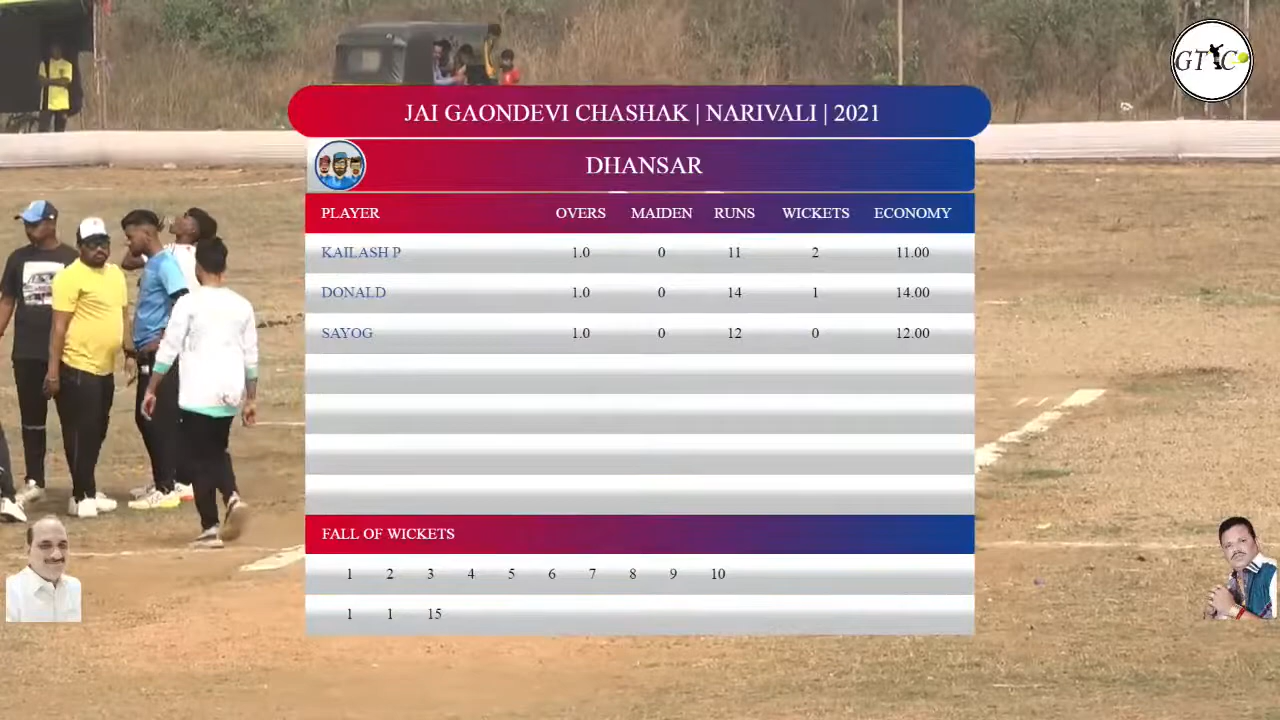 GTCC
JAI GAONDEVI CHASHAK | NARIVALI | 2021
DHANSAR
PLAYER OVERS MAIDEN RUNS WICKETS ECONOMY
KAILASH P 1.0 0 11 2 11.00
DONALD 1.0 0 14 1 14.00
SAYOG 1.0 0 12 0 12.00
FALL OF WICKETS
1 2 3 4 5 6 7 8 9 10
1 1 15